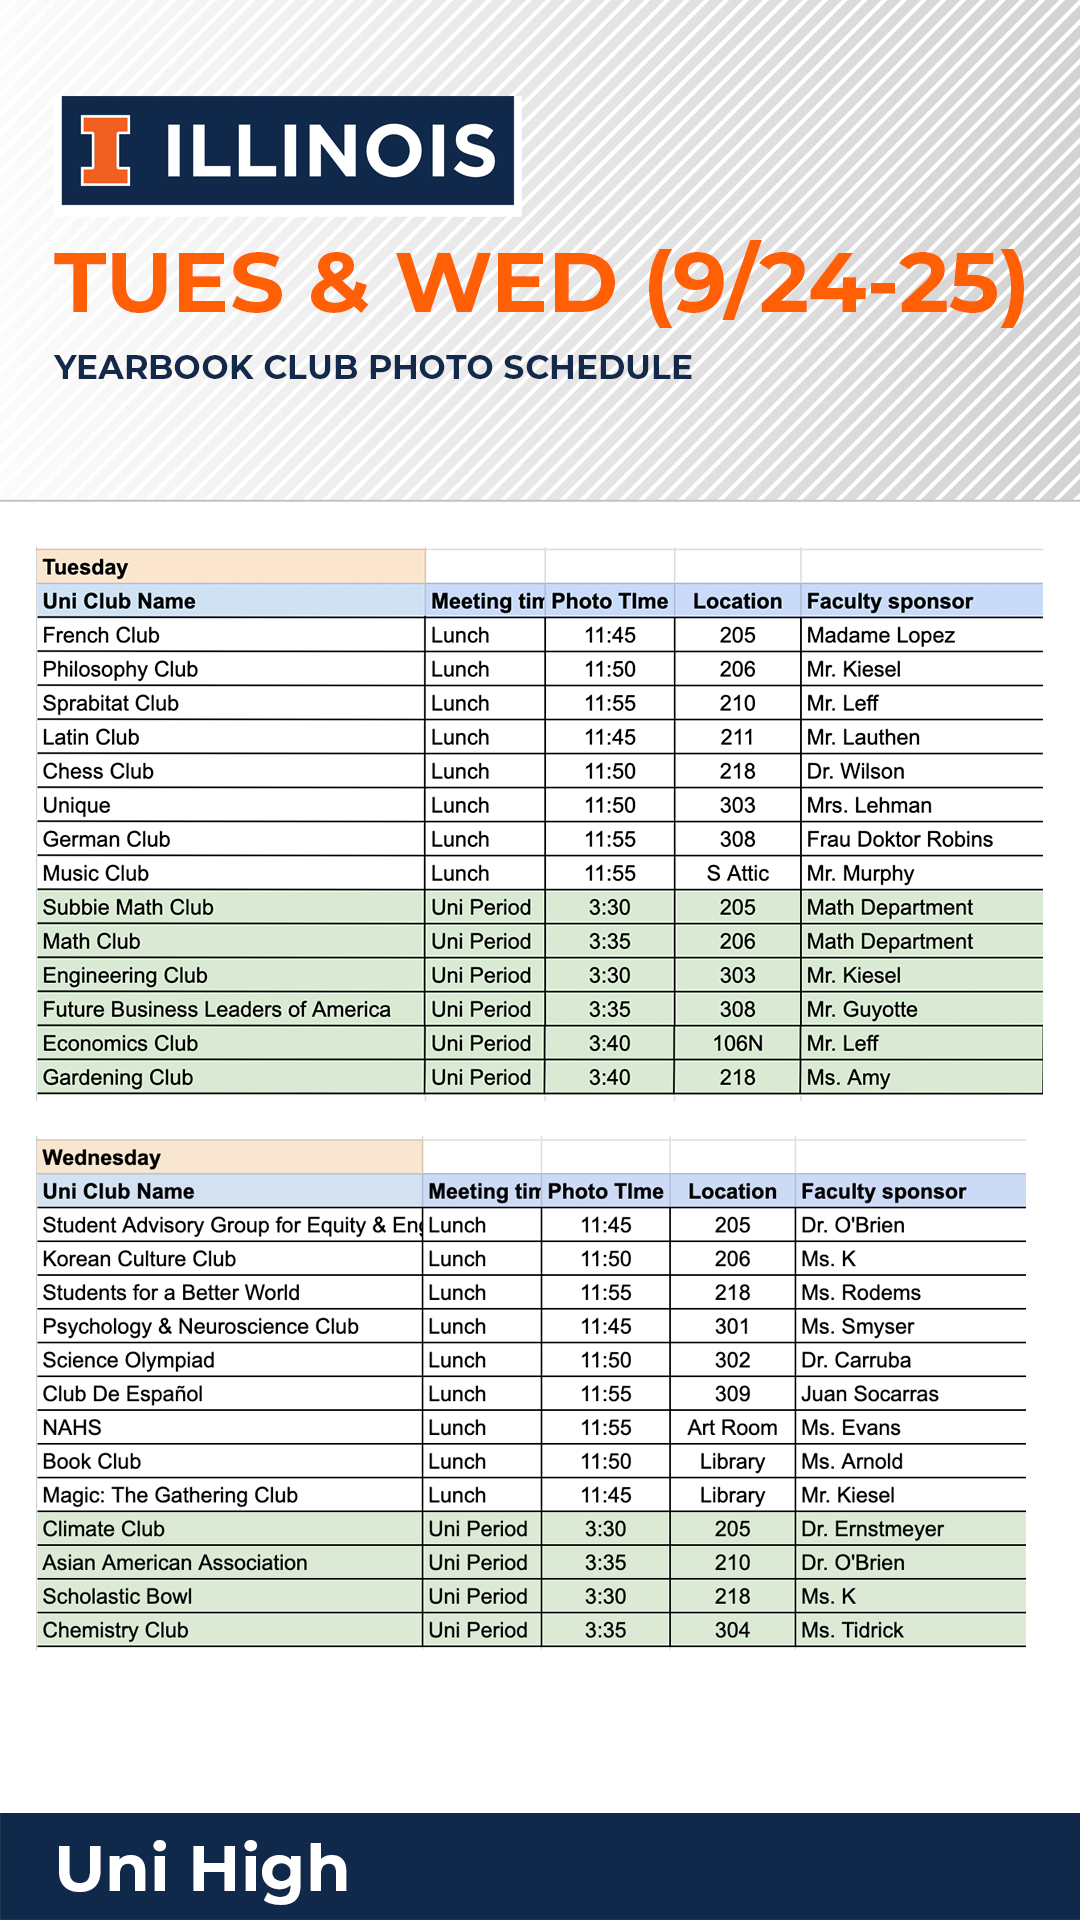 I ILLINOIS
TUES & WED (9/24-25)
YEARBOOK CLUB PHOTO SCHEDULE
Tuesday
Uni Club Name Meeting tim Photo TIme Location Faculty sponsor
French Club Lunch 11:45 205 Madame Lopez
Philosophy Club Lunch 11:50 206 Mr. Kiesel
Sprabitat Club Lunch 11:55 210 Mr. Leff
Latin Club Lunch 11:45 211 Mr. Lauthen
Chess Club Lunch 11:50 218 Dr. Wilson
Unique Lunch 11:50 303 Mrs. Lehman
German Club Lunch 11:55 308 Frau Doktor Robins
Music Club Lunch 11:55 S Attic Mr. Murphy
Subbie Math Club Uni Period 3:30 205 Math Department
Math Club Uni Period 3:35 206 Math Department
Engineering Club Uni Period 3:30 303 Mr. Kiesel
Future Business Leaders of America Uni Period 3:35 308 Mr. Guyotte
Economics Club Uni Period 3:40 106N Mr. Leff
Gardening Club Uni Period 3:40 218 Ms. Amy
Wednesday
Uni Club Name Meeting tim Photo TIme Location Faculty sponsor
Student Advisory Group for Equity & Eng Lunch 11:45 205 Dr. O'Brien
Korean Culture Club Lunch 11:50 206 Ms. K
Students for a Better World Lunch 11:55 218 Ms. Rodems
Psychology & Neuroscience Club Lunch 11:45 301 Ms. Smyser
Science Olympiad Lunch 11:50 302 Dr. Carruba
Club De Español Lunch 11:55 309 Juan Socarras
NAHS Lunch 11:55 Art Room Ms. Evans
Book Club Lunch 11:50 Library Ms. Arnold
Magic: The Gathering Club Lunch 11:45 Library Mr. Kiesel
Climate Club Uni Period 3:30 205 Dr. Ernstmeyer
Asian American Association Uni Period 3:35 210 Dr. O'Brien
Scholastic Bowl Uni Period 3:30 218 Ms. K
Chemistry Club Uni Period 3:35 304 Ms. Tidrick
Uni High